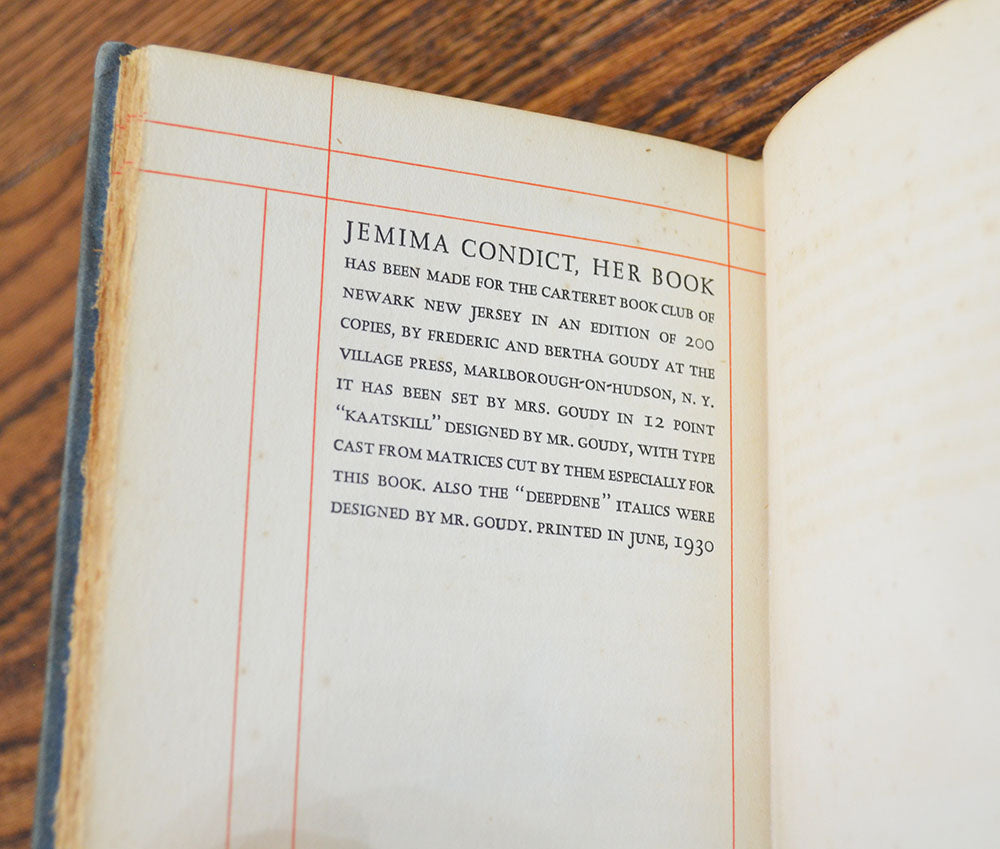 JEMIMA CONDICT, HER BOOK
HAS BEEN MADE FOR THE CARTERET BOOK CLUB OF
NEWARK NEW JERSEY IN AN EDITION OF 200
COPIES, BY FREDERIC AND BERTHA GOUDY AT THE
VILLAGE PRESS, MARLBOROUGH-ON-HUDSON, N. Y.
IT HAS BEEN SET BY MRS. GOUDY IN 12 POINT
“KAATSKILL” DESIGNED BY MR. GOUDY, WITH TYPE
CAST FROM MATRICES CUT BY THEM ESPECIALLY FOR
THIS BOOK. ALSO THE “DEEPDENE” ITALICS WERE
DESIGNED BY MR. GOUDY. PRINTED IN JUNE, 1930